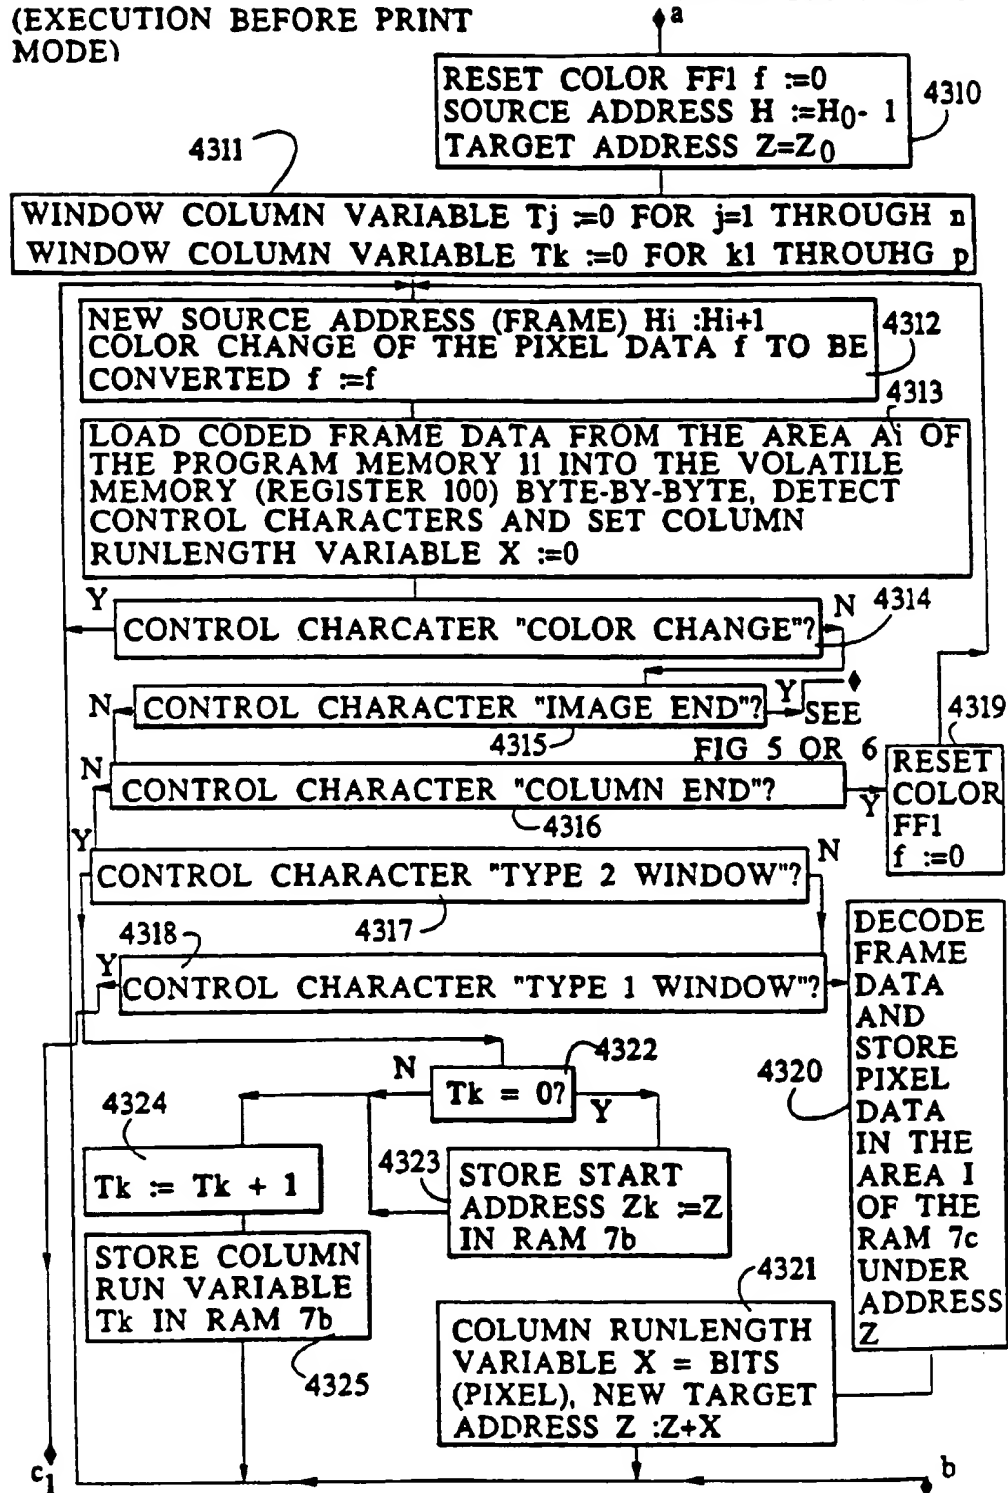 (EXECUTION BEFORE PRINT
MODE)
a
RESET COLOR FF1 f :=0
SOURCE ADDRESS H :=H0- 1
TARGET ADDRESS Z=Z0
4310
4311
WINDOW COLUMN VARIABLE Tj :=0 FOR j=1 THROUGH n
WINDOW COLUMN VARIABLE Tk :=0 FOR k1 THROUHG p
NEW SOURCE ADDRESS (FRAME) Hi :Hi+1
COLOR CHANGE OF THE PIXEL DATA f TO BE
CONVERTED f :=f
4312
4313
LOAD CODED FRAME DATA FROM THE AREA Ai OF
THE PROGRAM MEMORY 11 INTO THE VOLATILE
MEMORY (REGISTER 100) BYTE-BY-BYTE, DETECT
CONTROL CHARACTERS AND SET COLUMN
RUNLENGTH VARIABLE X :=0
Y
CONTROL CHARCATER "COLOR CHANGE"?
N
4314
N
CONTROL CHARACTER "IMAGE END"?
Y
SEE
FIG 5 OR 6
4315
N
CONTROL CHARACTER "COLUMN END"?
Y
4316
4319
RESET
COLOR
FF1
f :=0
Y
CONTROL CHARACTER "TYPE 2 WINDOW"?
N
4317
4318
Y
CONTROL CHARACTER "TYPE 1 WINDOW"?
DECODE
FRAME
DATA
AND
STORE
PIXEL
DATA
IN THE
AREA I
OF THE
RAM 7c
UNDER
ADDRESS
Z
4320
4322
N
Tk = 0?
Y
4324
Tk := Tk + 1
4323
STORE START
ADDRESS Zk :=Z
IN RAM 7b
STORE COLUMN
RUN VARIABLE
Tk IN RAM 7b
4325
4321
COLUMN RUNLENGTH
VARIABLE X = BITS
(PIXEL), NEW TARGET
ADDRESS Z :Z+X
c1
b